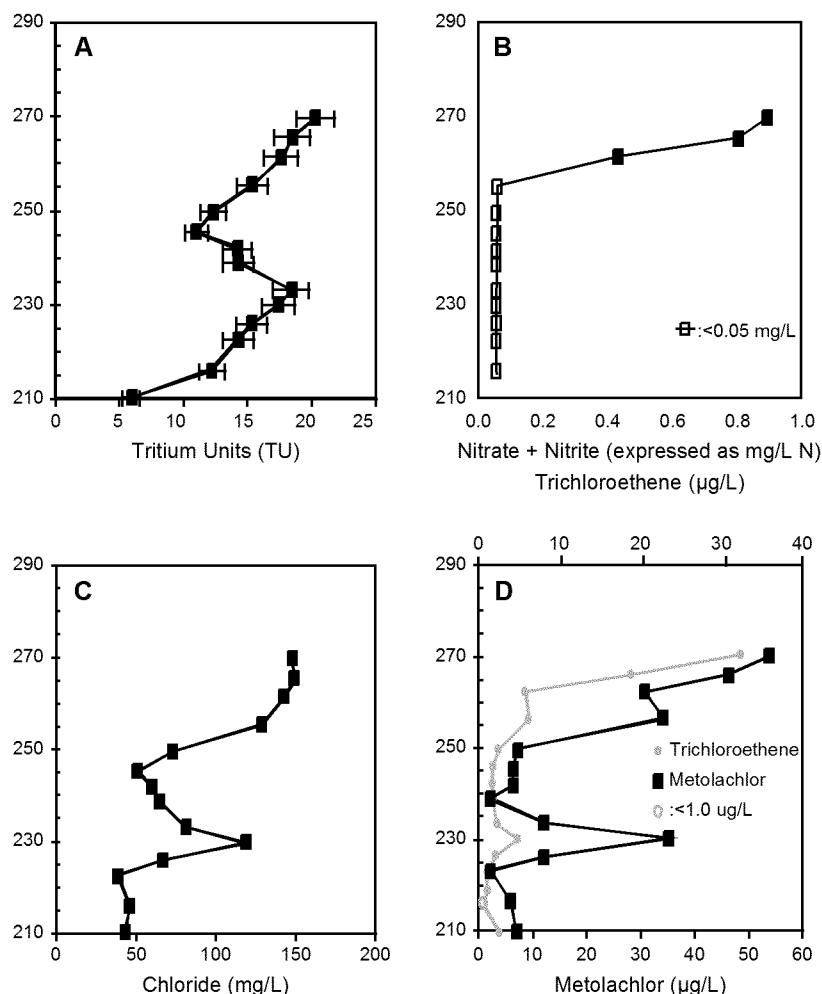 290
A
270
250
230
210
0 5 10 15 20 25
Tritium Units (TU)
290
B
270
250
230
:<0.05 mg/L
210
0.0 0.2 0.4 0.6 0.8 1.0
Nitrate + Nitrite (expressed as mg/L N)
Trichloroethene (µg/L)
290
C
270
250
230
210
0 50 100 150 200
Chloride (mg/L)
0 10 20 30 40
290
D
270
250
Trichloroethene
Metolachlor
:<1.0 ug/L
230
210
0 10 20 30 40 50 60
Metolachlor (µg/L)